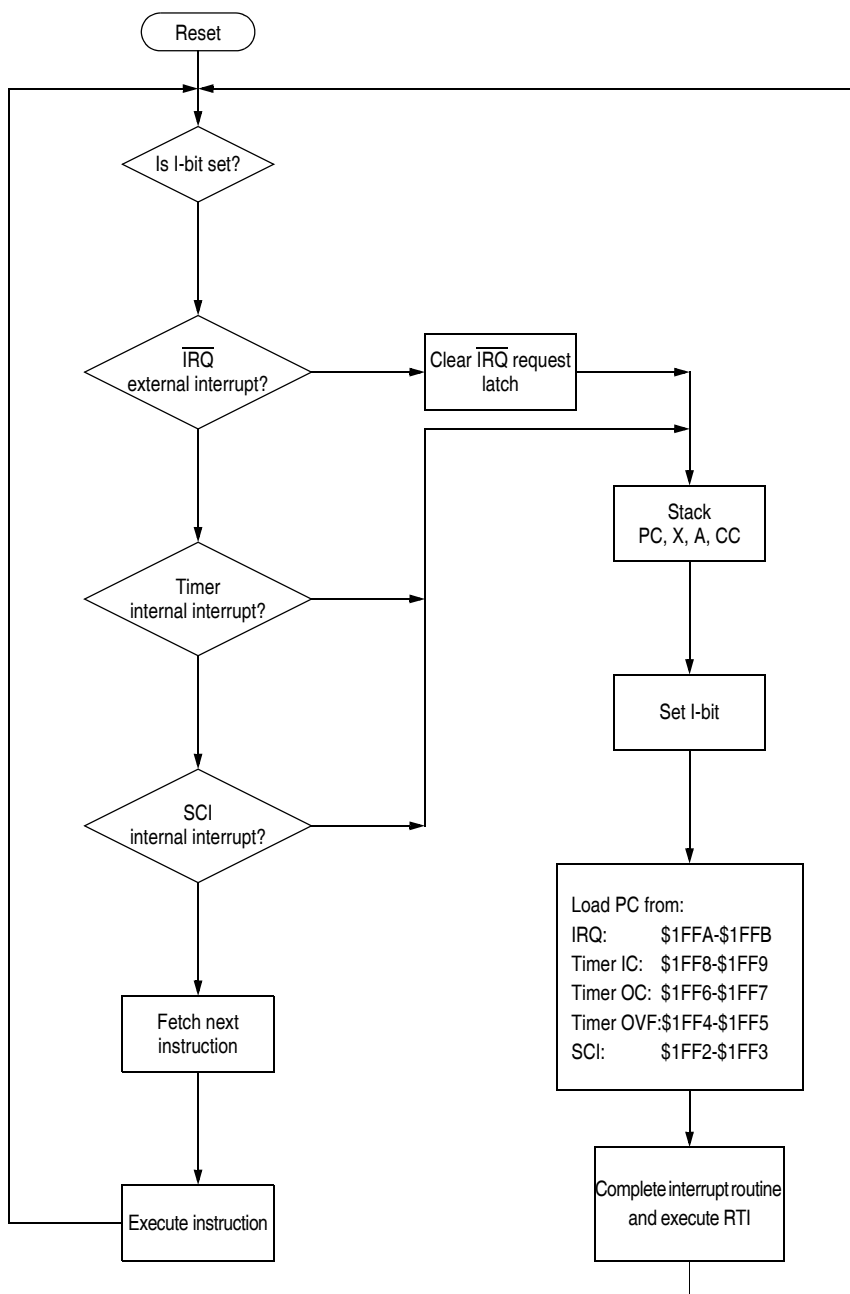 Reset
Is I-bit set?
IRQ
external interrupt?
Clear IRQ request
latch
Stack
PC, X, A, CC
Timer
internal interrupt?
Set I-bit
SCI
internal interrupt?
Load PC from:
IRQ: $1FFA-$1FFB
Timer IC: $1FF8-$1FF9
Timer OC: $1FF6-$1FF7
Timer OVF:$1FF4-$1FF5
SCI: $1FF2-$1FF3
Fetch next
instruction
Execute instruction
Complete interrupt routine
and execute RTI